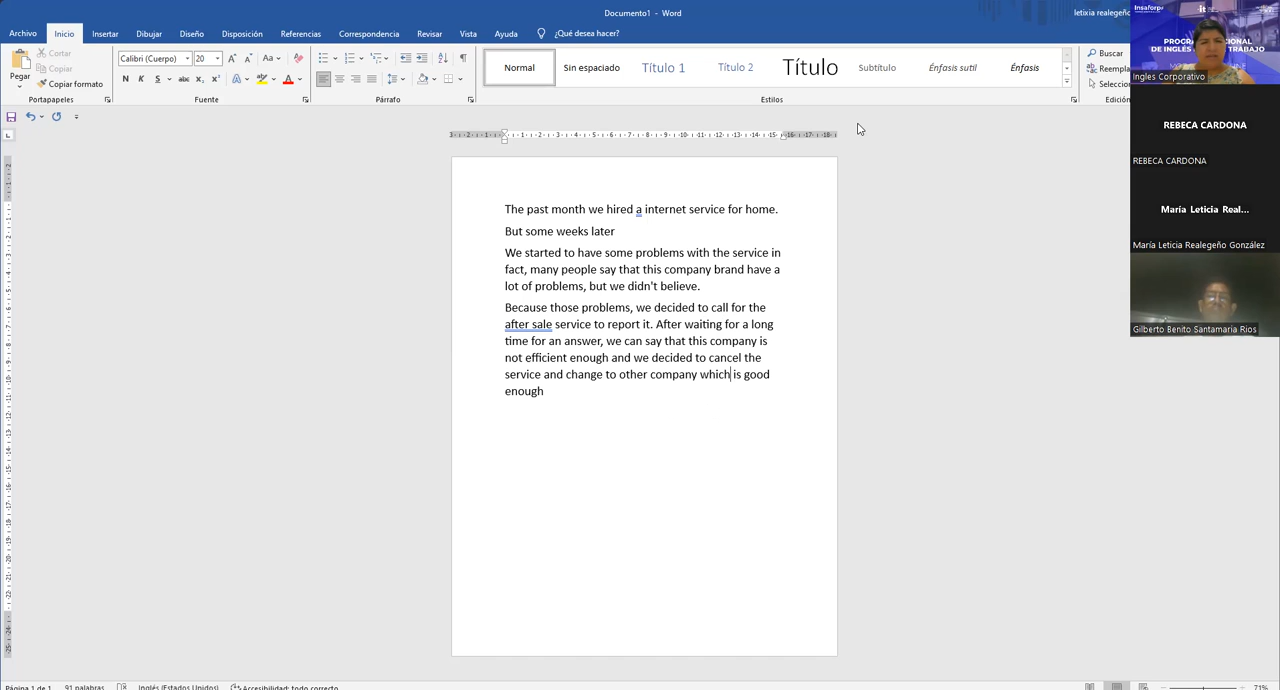 Documento1 - Word
letixia realegeño
Archivo Inicio Insertar Dibujar Diseño Disposición Referencias Correspondencia Revisar Vista Ayuda ¿Qué desea hacer?
Pegar
Cortar
Copiar
Copiar formato
Portapapeles
Calibri (Cuerpo) 20
Fuente
Párrafo
Normal Sin espaciado Título 1 Título 2 Título Subtítulo Énfasis sutil Énfasis
Estilos
Buscar
Reempla
Seleccion
Edición
Insaforp
Ingles Corporativo
REBECA CARDONA
REBECA CARDONA
María Leticia Real...
María Leticia Realegeño González
Gilberto Benito Santamaria Rios
The past month we hired a internet service for home.
But some weeks later
We started to have some problems with the service in
fact, many people say that this company brand have a
lot of problems, but we didn't believe.
Because those problems, we decided to call for the
after sale service to report it. After waiting for a long
time for an answer, we can say that this company is
not efficient enough and we decided to cancel the
service and change to other company which is good
enough
Página 1 de 1 91 palabras Inglés (Estados Unidos) Accesibilidad: todo correcto 71%